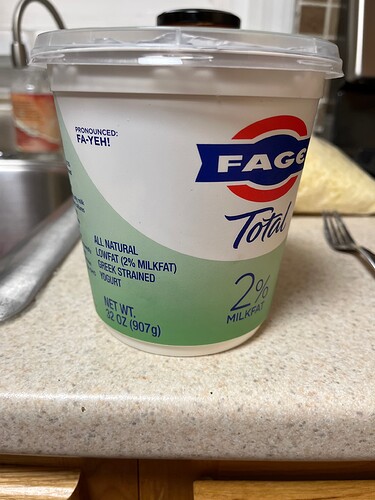 PRONOUNCED:
FA-YEH!
FAGE
Total
ALL NATURAL
LOWFAT (2% MILKFAT)
GREEK STRAINED
YOGURT
NET WT.
32 OZ (907g)
2%
MILKFAT